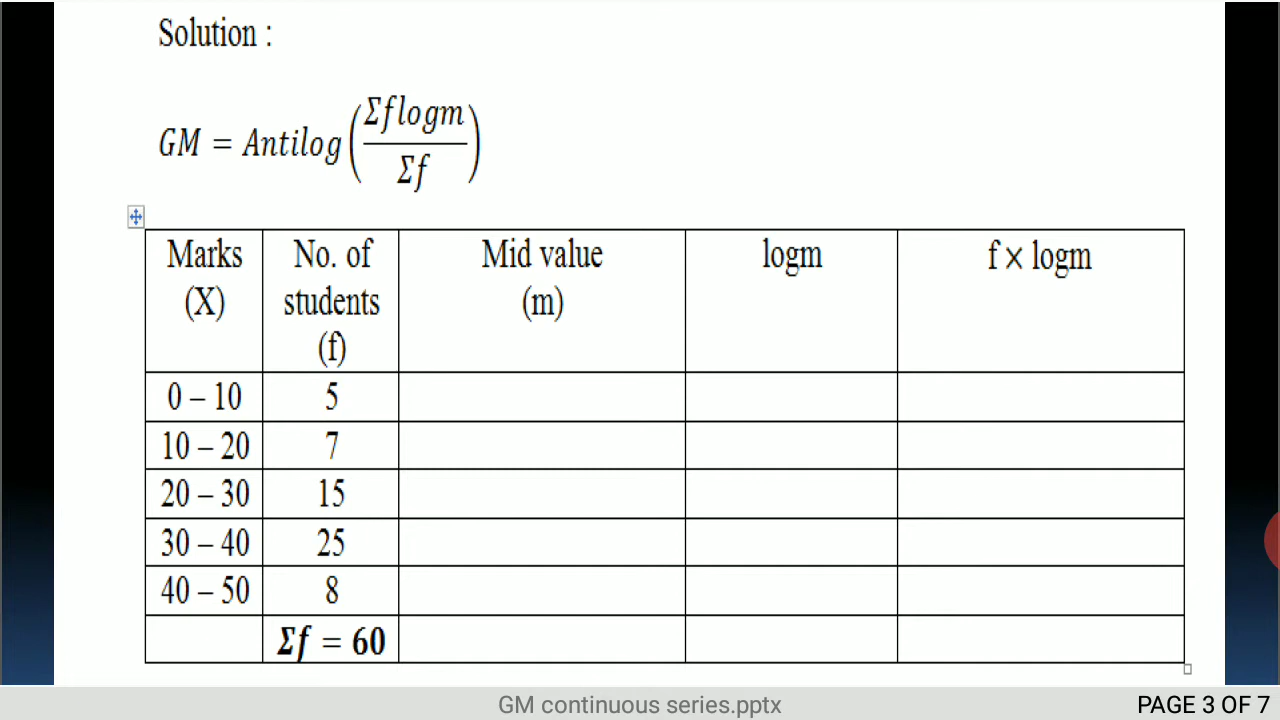 Solution :
GM = Antilog (Σflogm / Σf)
Marks (X) | No. of students (f) | Mid value (m) | logm | f × logm
0 – 10 | 5
10 – 20 | 7
20 – 30 | 15
30 – 40 | 25
40 – 50 | 8
Σf = 60
GM continuous series.pptx
PAGE 3 OF 7